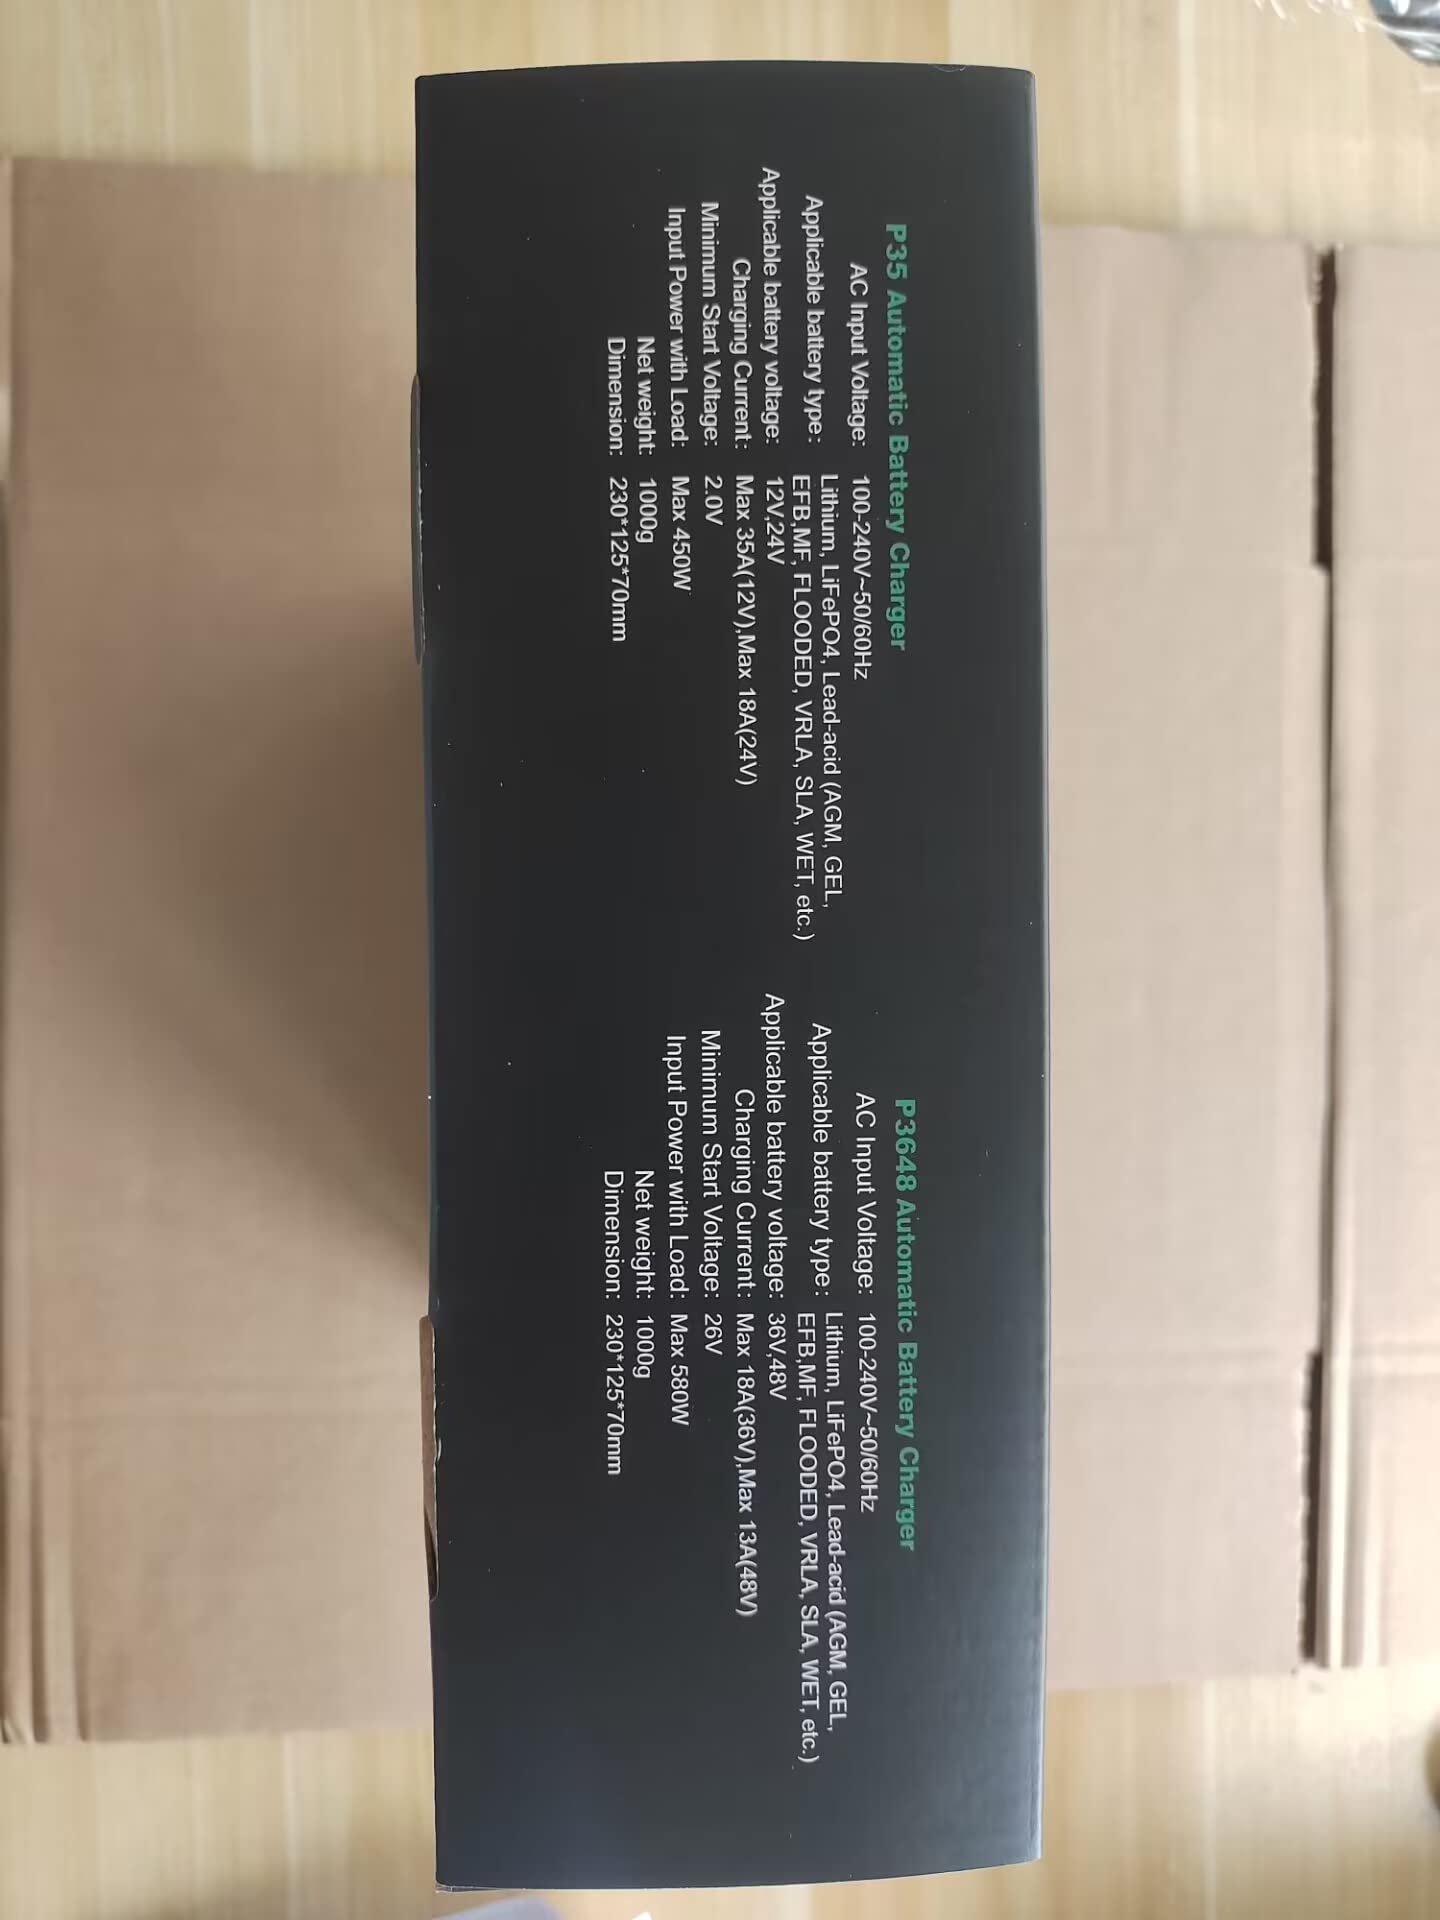 P35 Automatic Battery Charger
AC Input Voltage: 100-240V~50/60Hz
Applicable battery type: Lithium, LiFePO4, Lead-acid (AGM, GEL,
EFB,MF, FLOODED, VRLA, SLA, WET, etc.)
Applicable battery voltage: 12V,24V
Charging Current: Max 35A(12V),Max 18A(24V)
Minimum Start Voltage: 2.0V
Input Power with Load: Max 450W
Net weight: 1000g
Dimension: 230*125*70mm
P3648 Automatic Battery Charger
AC Input Voltage: 100-240V~50/60Hz
Applicable battery type: Lithium, LiFePO4, Lead-acid (AGM, GEL,
EFB,MF, FLOODED, VRLA, SLA, WET, etc.)
Applicable battery voltage: 36V,48V
Charging Current: Max 18A(36V),Max 13A(48V)
Minimum Start Voltage: 26V
Input Power with Load: Max 580W
Net weight: 1000g
Dimension: 230*125*70mm